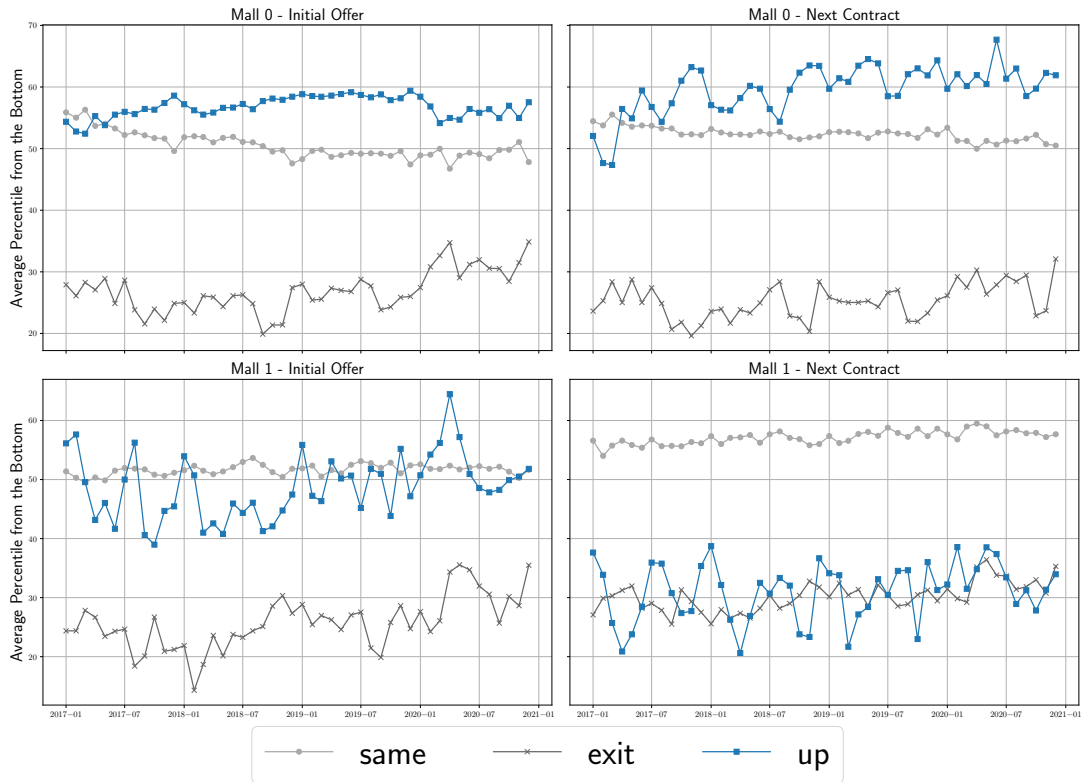 Mall 0 - Initial Offer
Mall 0 - Next Contract
Average Percentile from the Bottom
70
60
50
40
30
20
Mall 1 - Initial Offer
Mall 1 - Next Contract
Average Percentile from the Bottom
60
50
40
30
20
2017−01 2017−07 2018−01 2018−07 2019−01 2019−07 2020−01 2020−07 2021−01
2017−01 2017−07 2018−01 2018−07 2019−01 2019−07 2020−01 2020−07 2021−01
same exit up